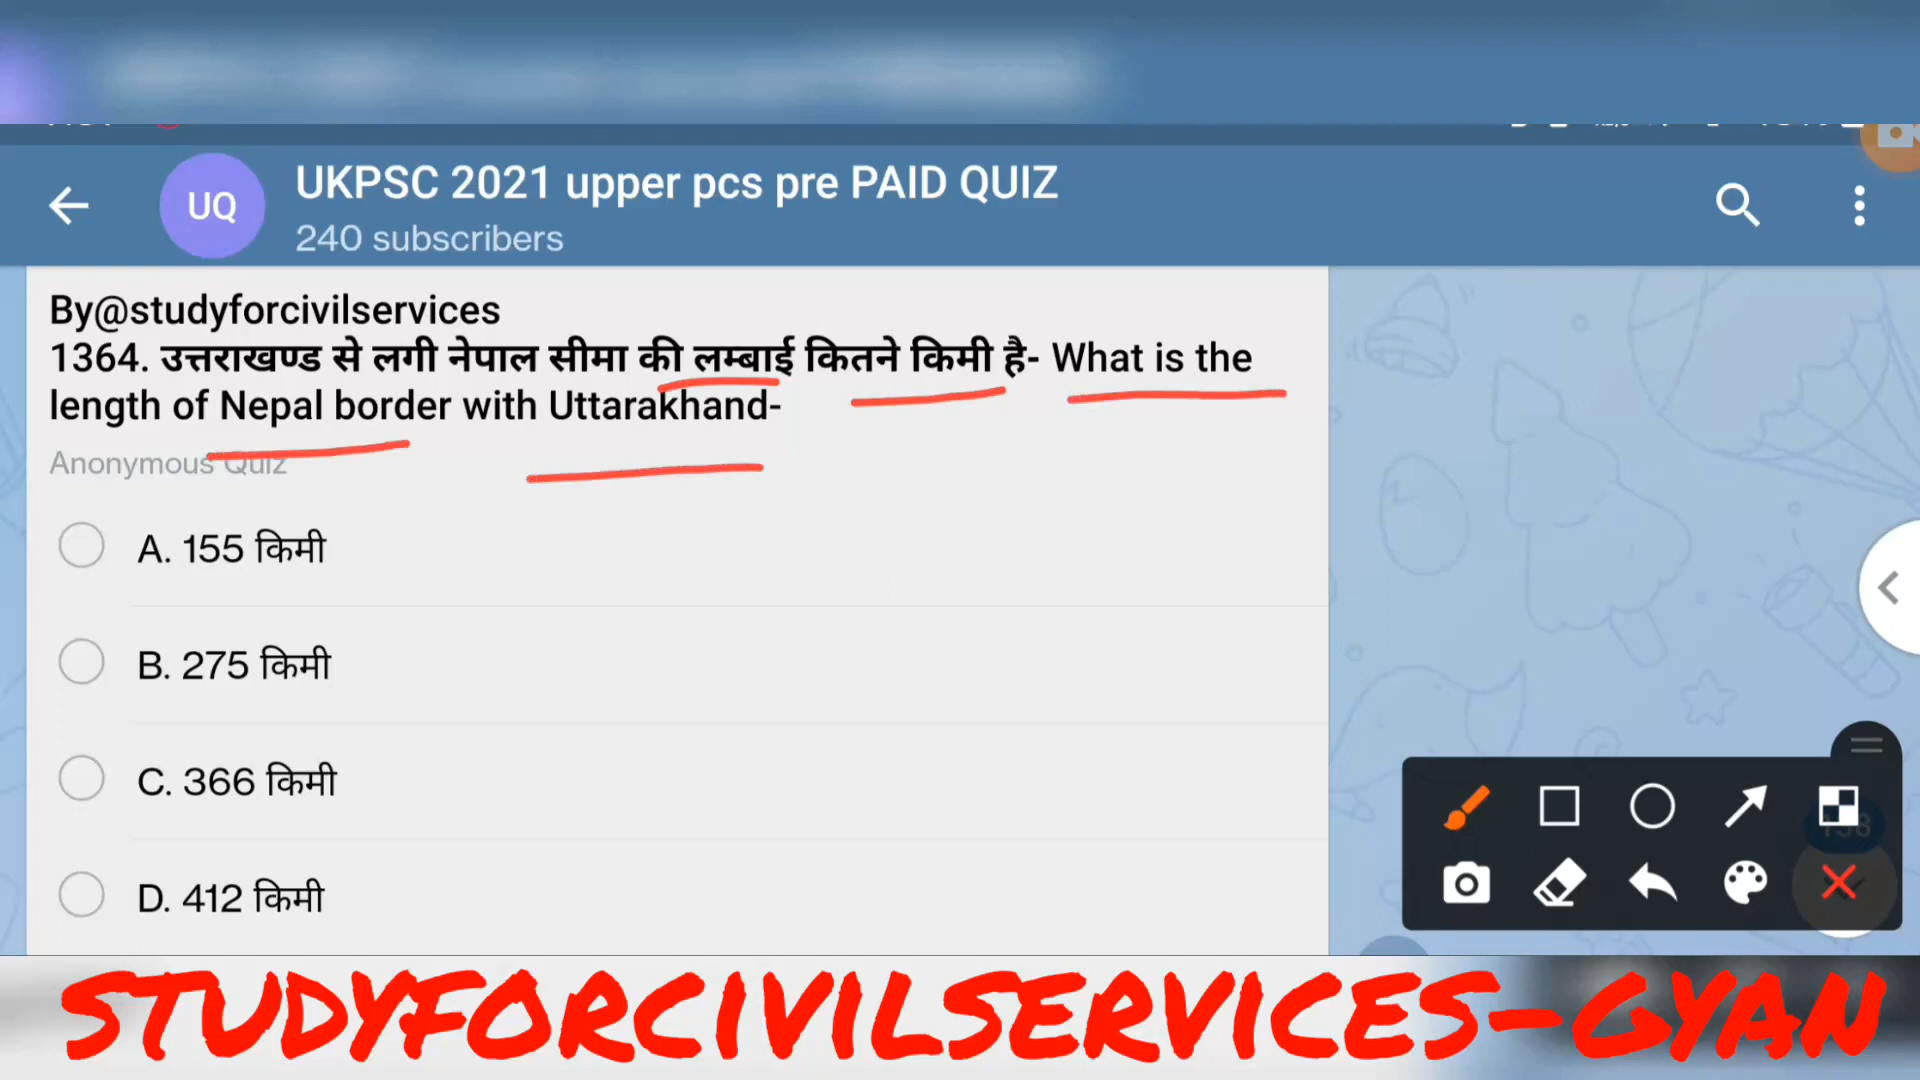 UQ
UKPSC 2021 upper pcs pre PAID QUIZ
240 subscribers
By@studyforcivilservices
1364. उत्तराखण्ड से लगी नेपाल सीमा की लम्बाई कितने किमी है- What is the
length of Nepal border with Uttarakhand-
Anonymous Quiz
A. 155 किमी
B. 275 किमी
C. 366 किमी
D. 412 किमी
STUDYFORCIVILSERVICES-GYAN